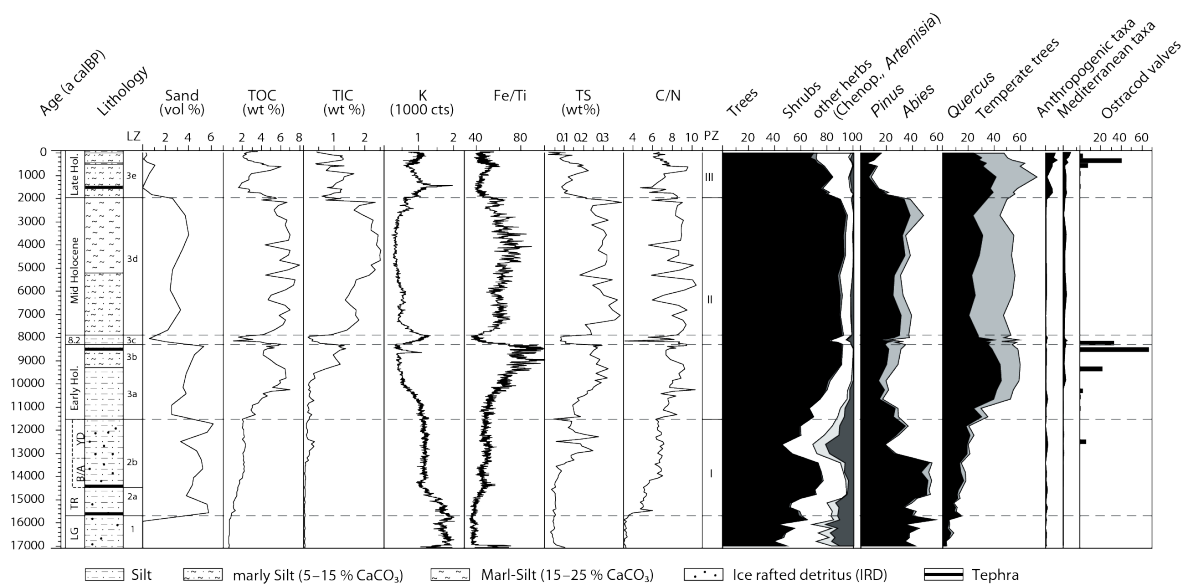 Age (a calBP)
Lithology
LZ
Sand
(vol %)
TOC
(wt %)
TIC
(wt %)
K
(1000 cts)
Fe/Ti
TS
(wt%)
C/N
PZ
Trees
Shrubs
other herbs
(Chenop., Artemisia)
Pinus
Abies
Quercus
Temperate trees
Anthropogenic taxa
Mediterranean taxa
Ostracod valves
0 2 4 6
2 4 6 8
1 2
1 2
40 80
.01 .02 .03
4 6 8 10
20 40 60 80 100
20 40 60
20 40 60
20 40 60
0
1000
2000
3000
4000
5000
6000
7000
8000
9000
10000
11000
12000
13000
14000
15000
16000
17000
Late Hol.
Mid Holocene
8.2
Early Hol.
YD
B/A
TR
LG
3e
3d
3c
3b
3a
2b
2a
1
III
II
I
Silt
marly Silt (5–15 % CaCO₃)
Marl-Silt (15–25 % CaCO₃)
Ice rafted detritus (IRD)
Tephra